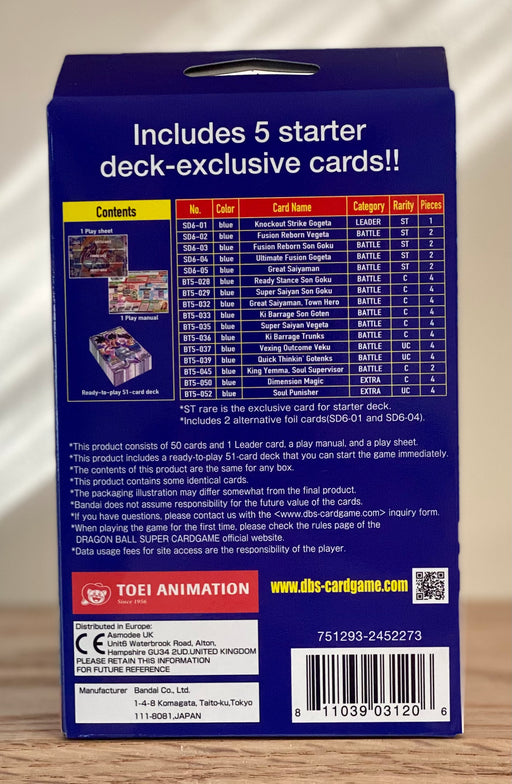 Includes 5 starter
deck-exclusive cards!!
Contents
1 Play sheet
1 Play manual
Ready-to-play 51-card deck
No. Color Card Name Category Rarity Pieces
SD6-01 blue Knockout Strike Gogeta LEADER ST 1
SD6-02 blue Fusion Reborn Vegeta BATTLE ST 2
SD6-03 blue Fusion Reborn Son Goku BATTLE ST 2
SD6-04 blue Ultimate Fusion Gogeta BATTLE ST 2
SD6-05 blue Great Saiyaman BATTLE ST 2
BT5-028 blue Ready Stance Son Goku BATTLE C 4
BT5-029 blue Super Saiyan Son Goku BATTLE C 4
BT5-032 blue Great Saiyaman, Town Hero BATTLE C 4
BT5-033 blue Ki Barrage Son Goten BATTLE C 4
BT5-035 blue Super Saiyan Vegeta BATTLE C 4
BT5-036 blue Ki Barrage Trunks BATTLE C 4
BT5-037 blue Vexing Outcome Veku BATTLE UC 4
BT5-039 blue Quick Thinkin' Gotenks BATTLE UC 4
BT5-045 blue King Yemma, Soul Supervisor BATTLE C 2
BT5-050 blue Dimension Magic EXTRA C 4
BT5-052 blue Soul Punisher EXTRA UC 4
*ST rare is the exclusive card for starter deck.
*Includes 2 alternative foil cards(SD6-01 and SD6-04).
*This product consists of 50 cards and 1 Leader card, a play manual, and a play sheet.
*This product includes a ready-to-play 51-card deck that you can start the game immediately.
*The contents of this product are the same for any box.
*This product contains some identical cards.
*The packaging illustration may differ somewhat from the final product.
*Bandai does not assume responsibility for the future value of the cards.
*If you have questions, please contact us with the <www.dbs-cardgame.com> inquiry form.
*When playing the game for the first time, please check the rules page of the
DRAGON BALL SUPER CARDGAME official website.
*Data usage fees for site access are the responsibility of the player.
TOEI ANIMATION
Since 1956
www.dbs-cardgame.com
Distributed in Europe:
CE Asmodee UK
Unit6 Waterbrook Road, Alton,
Hampshire GU34 2UD.UNITED KINGDOM
PLEASE RETAIN THIS INFORMATION
FOR FUTURE REFERENCE
Manufacturer Bandai Co., Ltd.
1-4-8 Komagata, Taito-ku,Tokyo
111-8081,JAPAN
751293-2452273
8 11039 03120 6